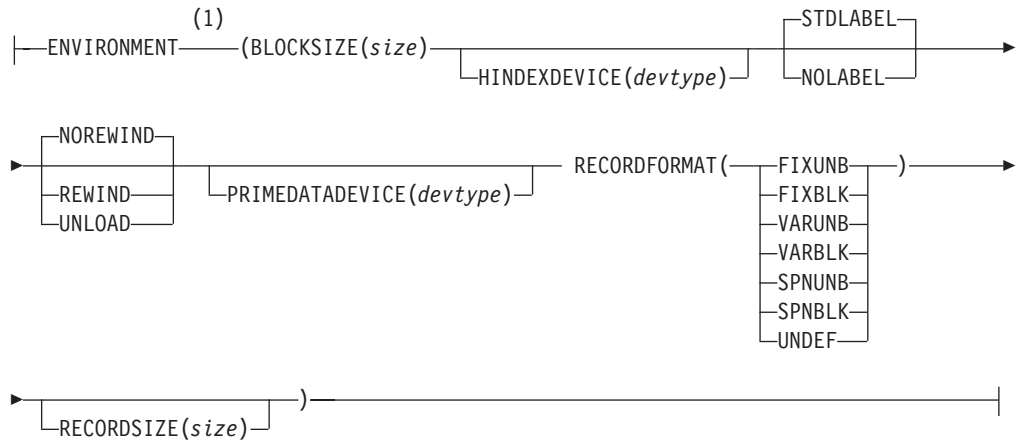 (1)
ENVIRONMENT (BLOCKSIZE(size) STDLABEL
HINDEXDEVICE(devtype) NOLABEL
NOREWIND
RECORDFORMAT( FIXUNB )
REWIND PRIMEDATADEVICE(devtype) FIXBLK
UNLOAD VARUNB
VARBLK
SPNUNB
SPNBLK
UNDEF
)
RECORDSIZE(size)